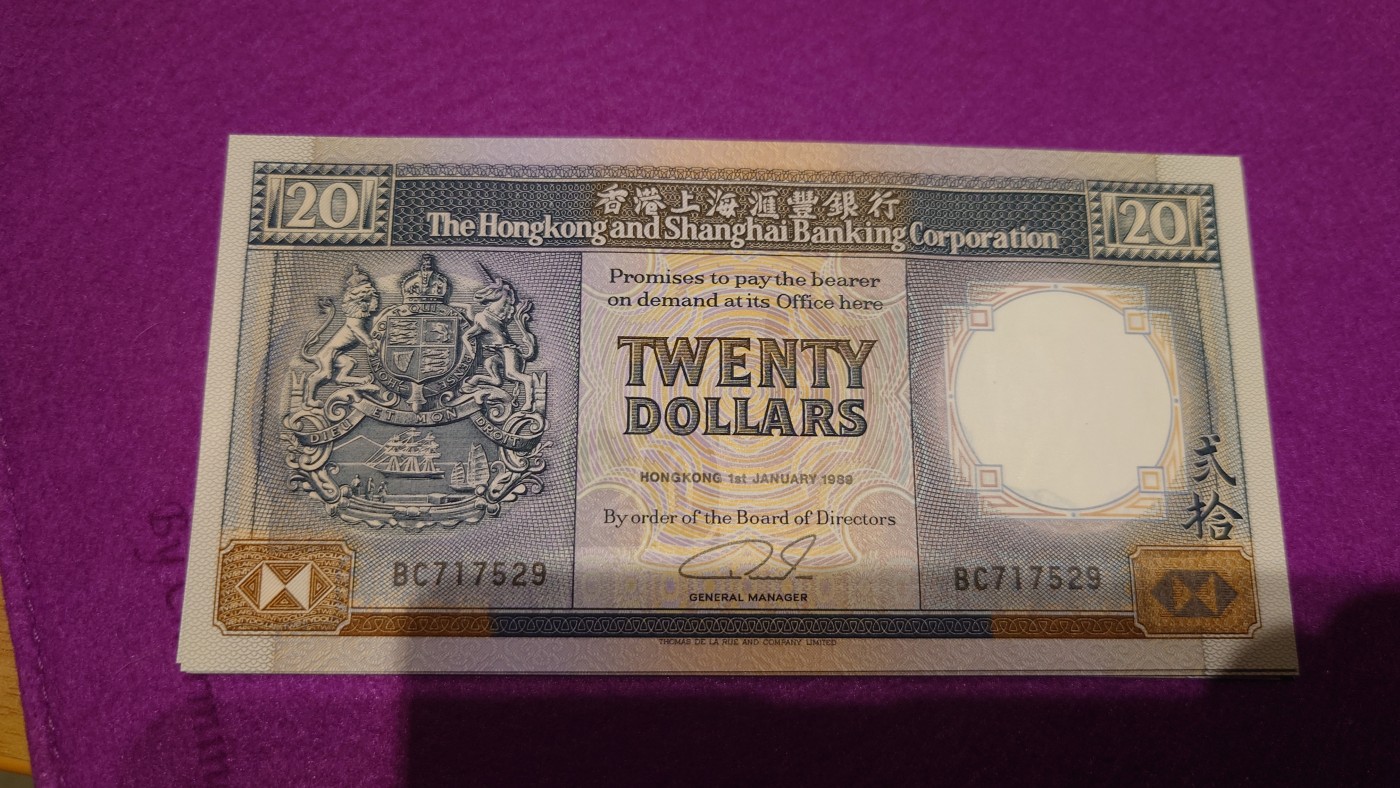 20
香港上海滙豐銀行
20
The Hongkong and Shanghai Banking Corporation
Promises to pay the bearer
on demand at its Office here
TWENTY
DOLLARS
DIEU ET MON DROIT
HONGKONG 1st JANUARY 1989
By order of the Board of Directors
貳拾
BC717529
BC717529
GENERAL MANAGER
THOMAS DE LA RUE AND COMPANY LIMITED